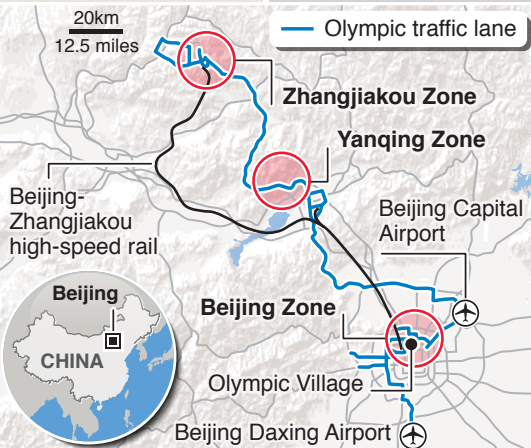 20km
12.5 miles
Olympic traffic lane
Zhangjiakou Zone
Yanqing Zone
Beijing-
Zhangjiakou
high-speed rail
Beijing Capital
Airport
Beijing
Beijing Zone
CHINA
Olympic Village
Beijing Daxing Airport